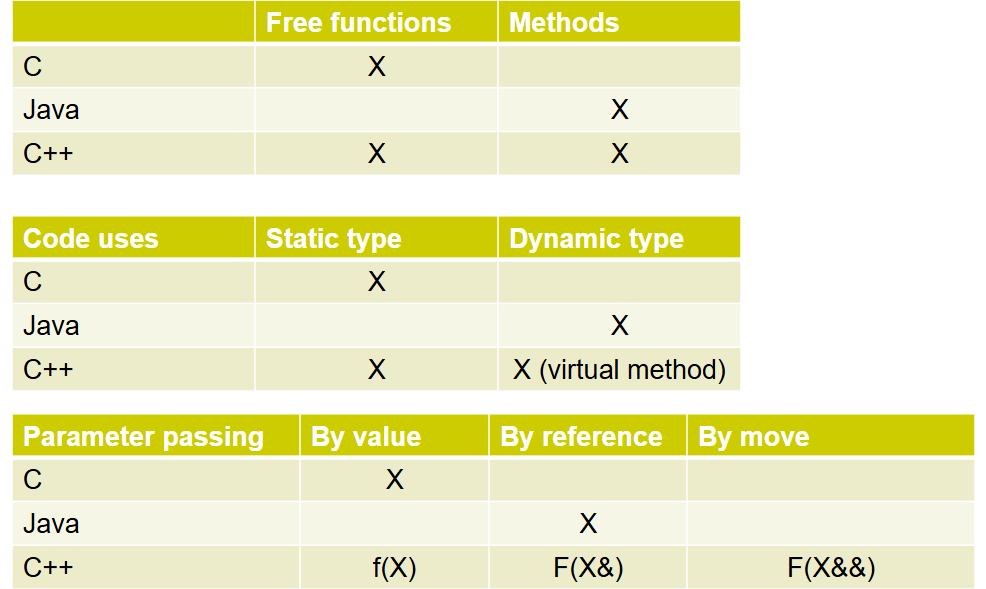 Free functions Methods
C X
Java X
C++ X X
Code uses Static type Dynamic type
C X
Java X
C++ X X (virtual method)
Parameter passing By value By reference By move
C X
Java X
C++ f(X) F(X&) F(X&&)